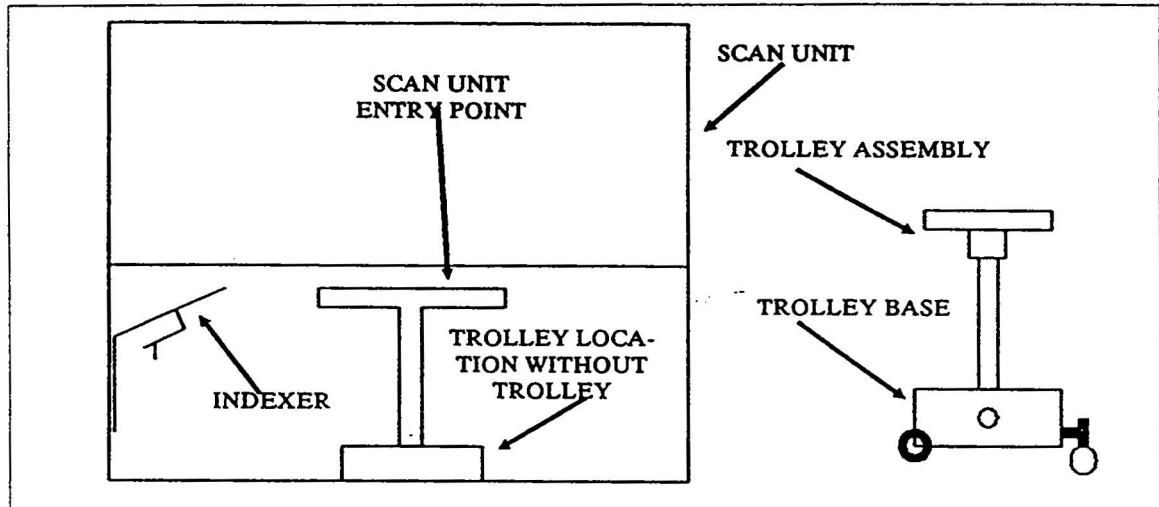 SCAN UNIT
ENTRY POINT
SCAN UNIT
TROLLEY ASSEMBLY
TROLLEY BASE
TROLLEY LOCA-
TION WITHOUT
TROLLEY
INDEXER